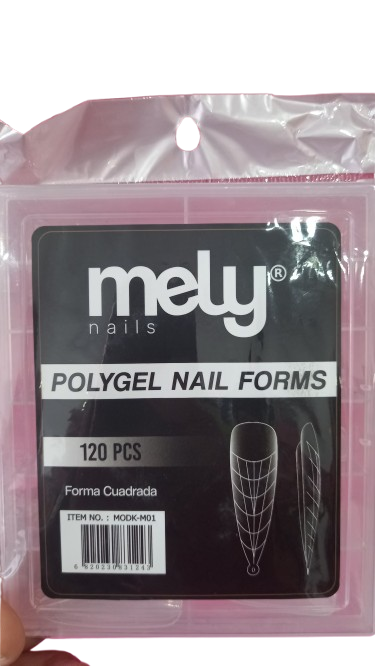 mely®
nails
POLYGEL NAIL FORMS
120 PCS
Forma Cuadrada
ITEM NO. : MODK-M01